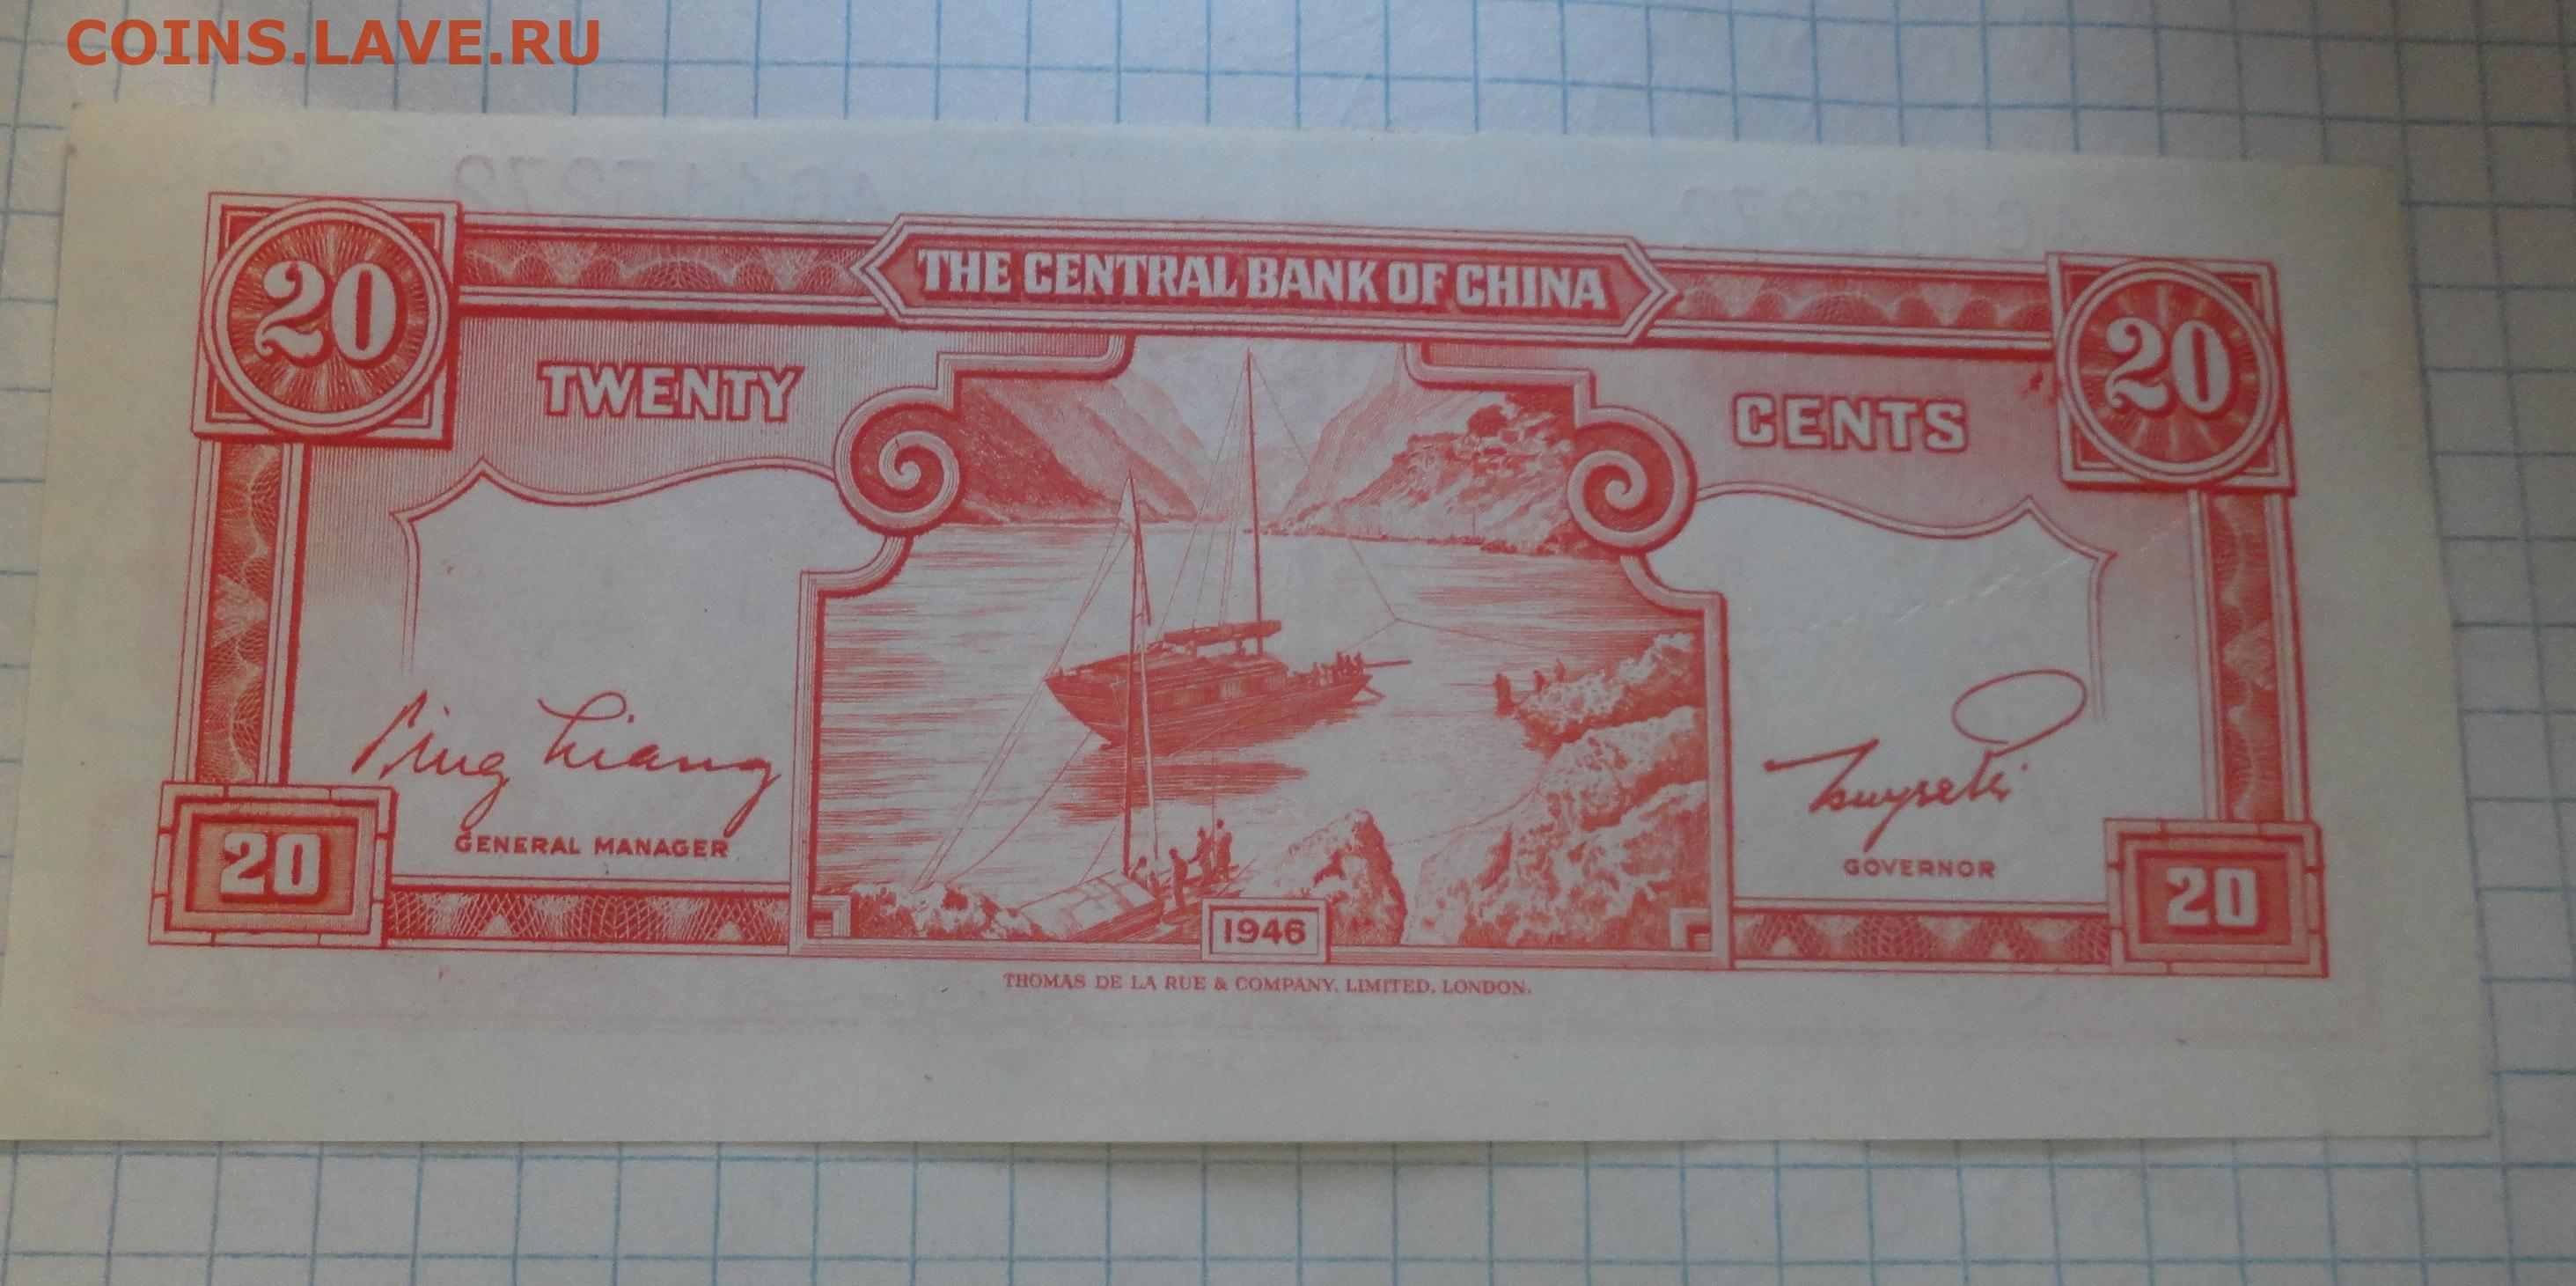 COINS.LAVE.RU
20
THE CENTRAL BANK OF CHINA
20
TWENTY
CENTS
GENERAL MANAGER
GOVERNOR
20
1946
20
THOMAS DE LA RUE & COMPANY, LIMITED, LONDON.